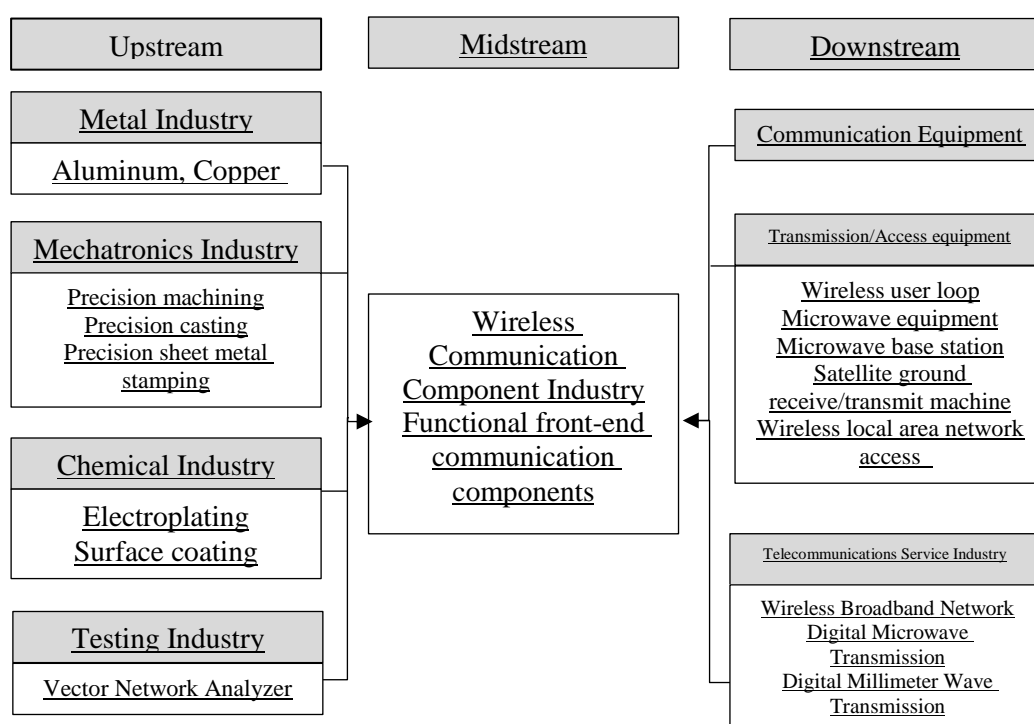 Upstream
Midstream
Downstream
Metal Industry
Aluminum, Copper
Mechatronics Industry
Precision machining
Precision casting
Precision sheet metal
stamping
Chemical Industry
Electroplating
Surface coating
Testing Industry
Vector Network Analyzer
Wireless
Communication
Component Industry
Functional front-end
communication
components
Communication Equipment
Transmission/Access equipment
Wireless user loop
Microwave equipment
Microwave base station
Satellite ground
receive/transmit machine
Wireless local area network
access
Telecommunications Service Industry
Wireless Broadband Network
Digital Microwave
Transmission
Digital Millimeter Wave
Transmission